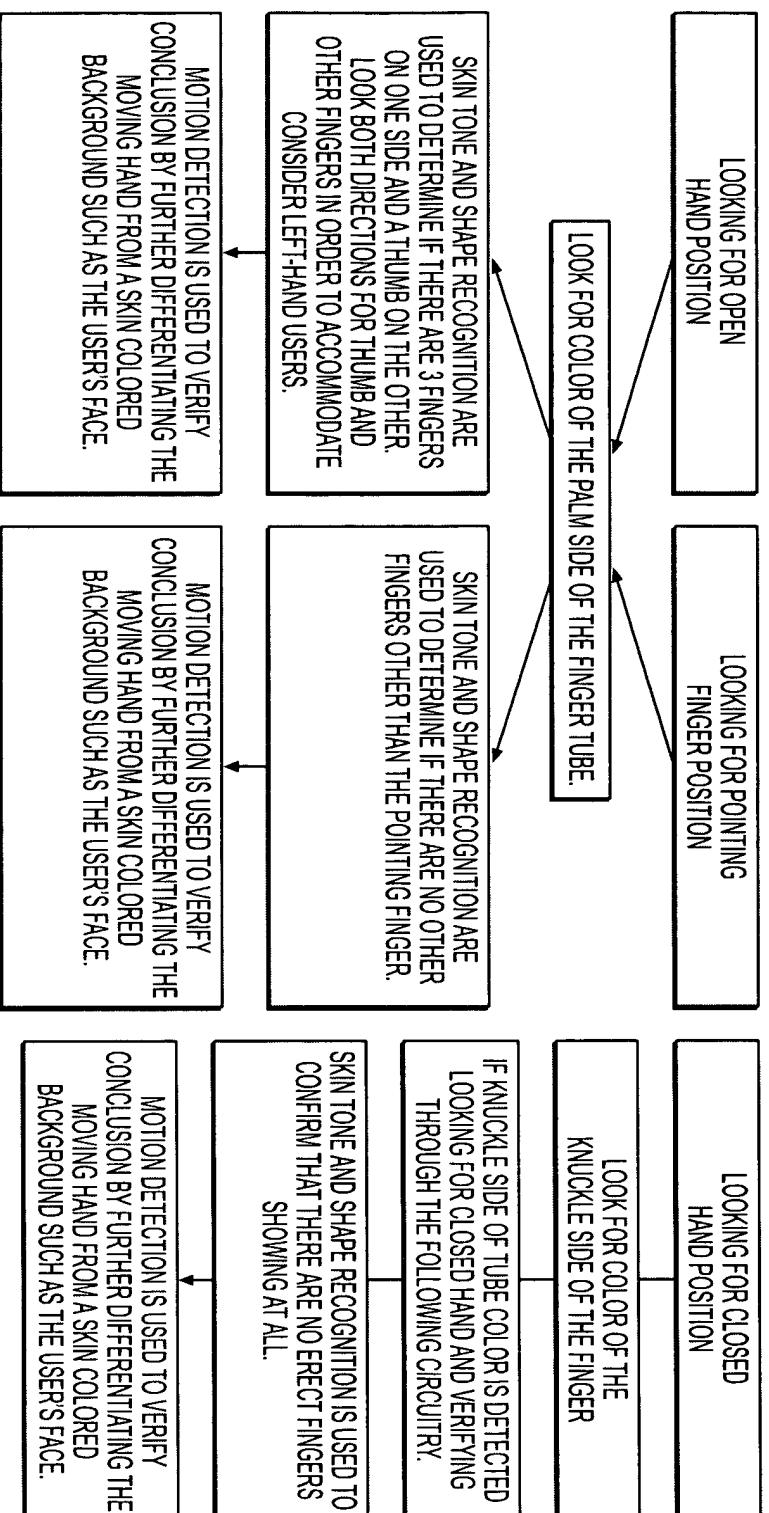 LOOKING FOR OPEN
HAND POSITION
LOOKING FOR POINTING
FINGER POSITION
LOOKING FOR CLOSED
HAND POSITION
LOOK FOR COLOR OF THE PALM SIDE OF THE FINGER TUBE.
LOOK FOR COLOR OF THE
KNUCKLE SIDE OF THE FINGER
SKIN TONE AND SHAPE RECOGNITION ARE
USED TO DETERMINE IF THERE ARE 3 FINGERS
ON ONE SIDE AND A THUMB ON THE OTHER.
LOOK BOTH DIRECTIONS FOR THUMB AND
OTHER FINGERS IN ORDER TO ACCOMMODATE
CONSIDER LEFT-HAND USERS.
SKIN TONE AND SHAPE RECOGNITION ARE
USED TO DETERMINE IF THERE ARE NO OTHER
FINGERS OTHER THAN THE POINTING FINGER.
IF KNUCKLE SIDE OF TUBE COLOR IS DETECTED
LOOKING FOR CLOSED HAND AND VERIFYING
THROUGH THE FOLLOWING CIRCUITRY.
SKIN TONE AND SHAPE RECOGNITION IS USED TO
CONFIRM THAT THERE ARE NO ERECT FINGERS
SHOWING AT ALL.
MOTION DETECTION IS USED TO VERIFY
CONCLUSION BY FURTHER DIFFERENTIATING THE
MOVING HAND FROM A SKIN COLORED
BACKGROUND SUCH AS THE USER'S FACE.
MOTION DETECTION IS USED TO VERIFY
CONCLUSION BY FURTHER DIFFERENTIATING THE
MOVING HAND FROM A SKIN COLORED
BACKGROUND SUCH AS THE USER'S FACE.
MOTION DETECTION IS USED TO VERIFY
CONCLUSION BY FURTHER DIFFERENTIATING THE
MOVING HAND FROM A SKIN COLORED
BACKGROUND SUCH AS THE USER'S FACE.